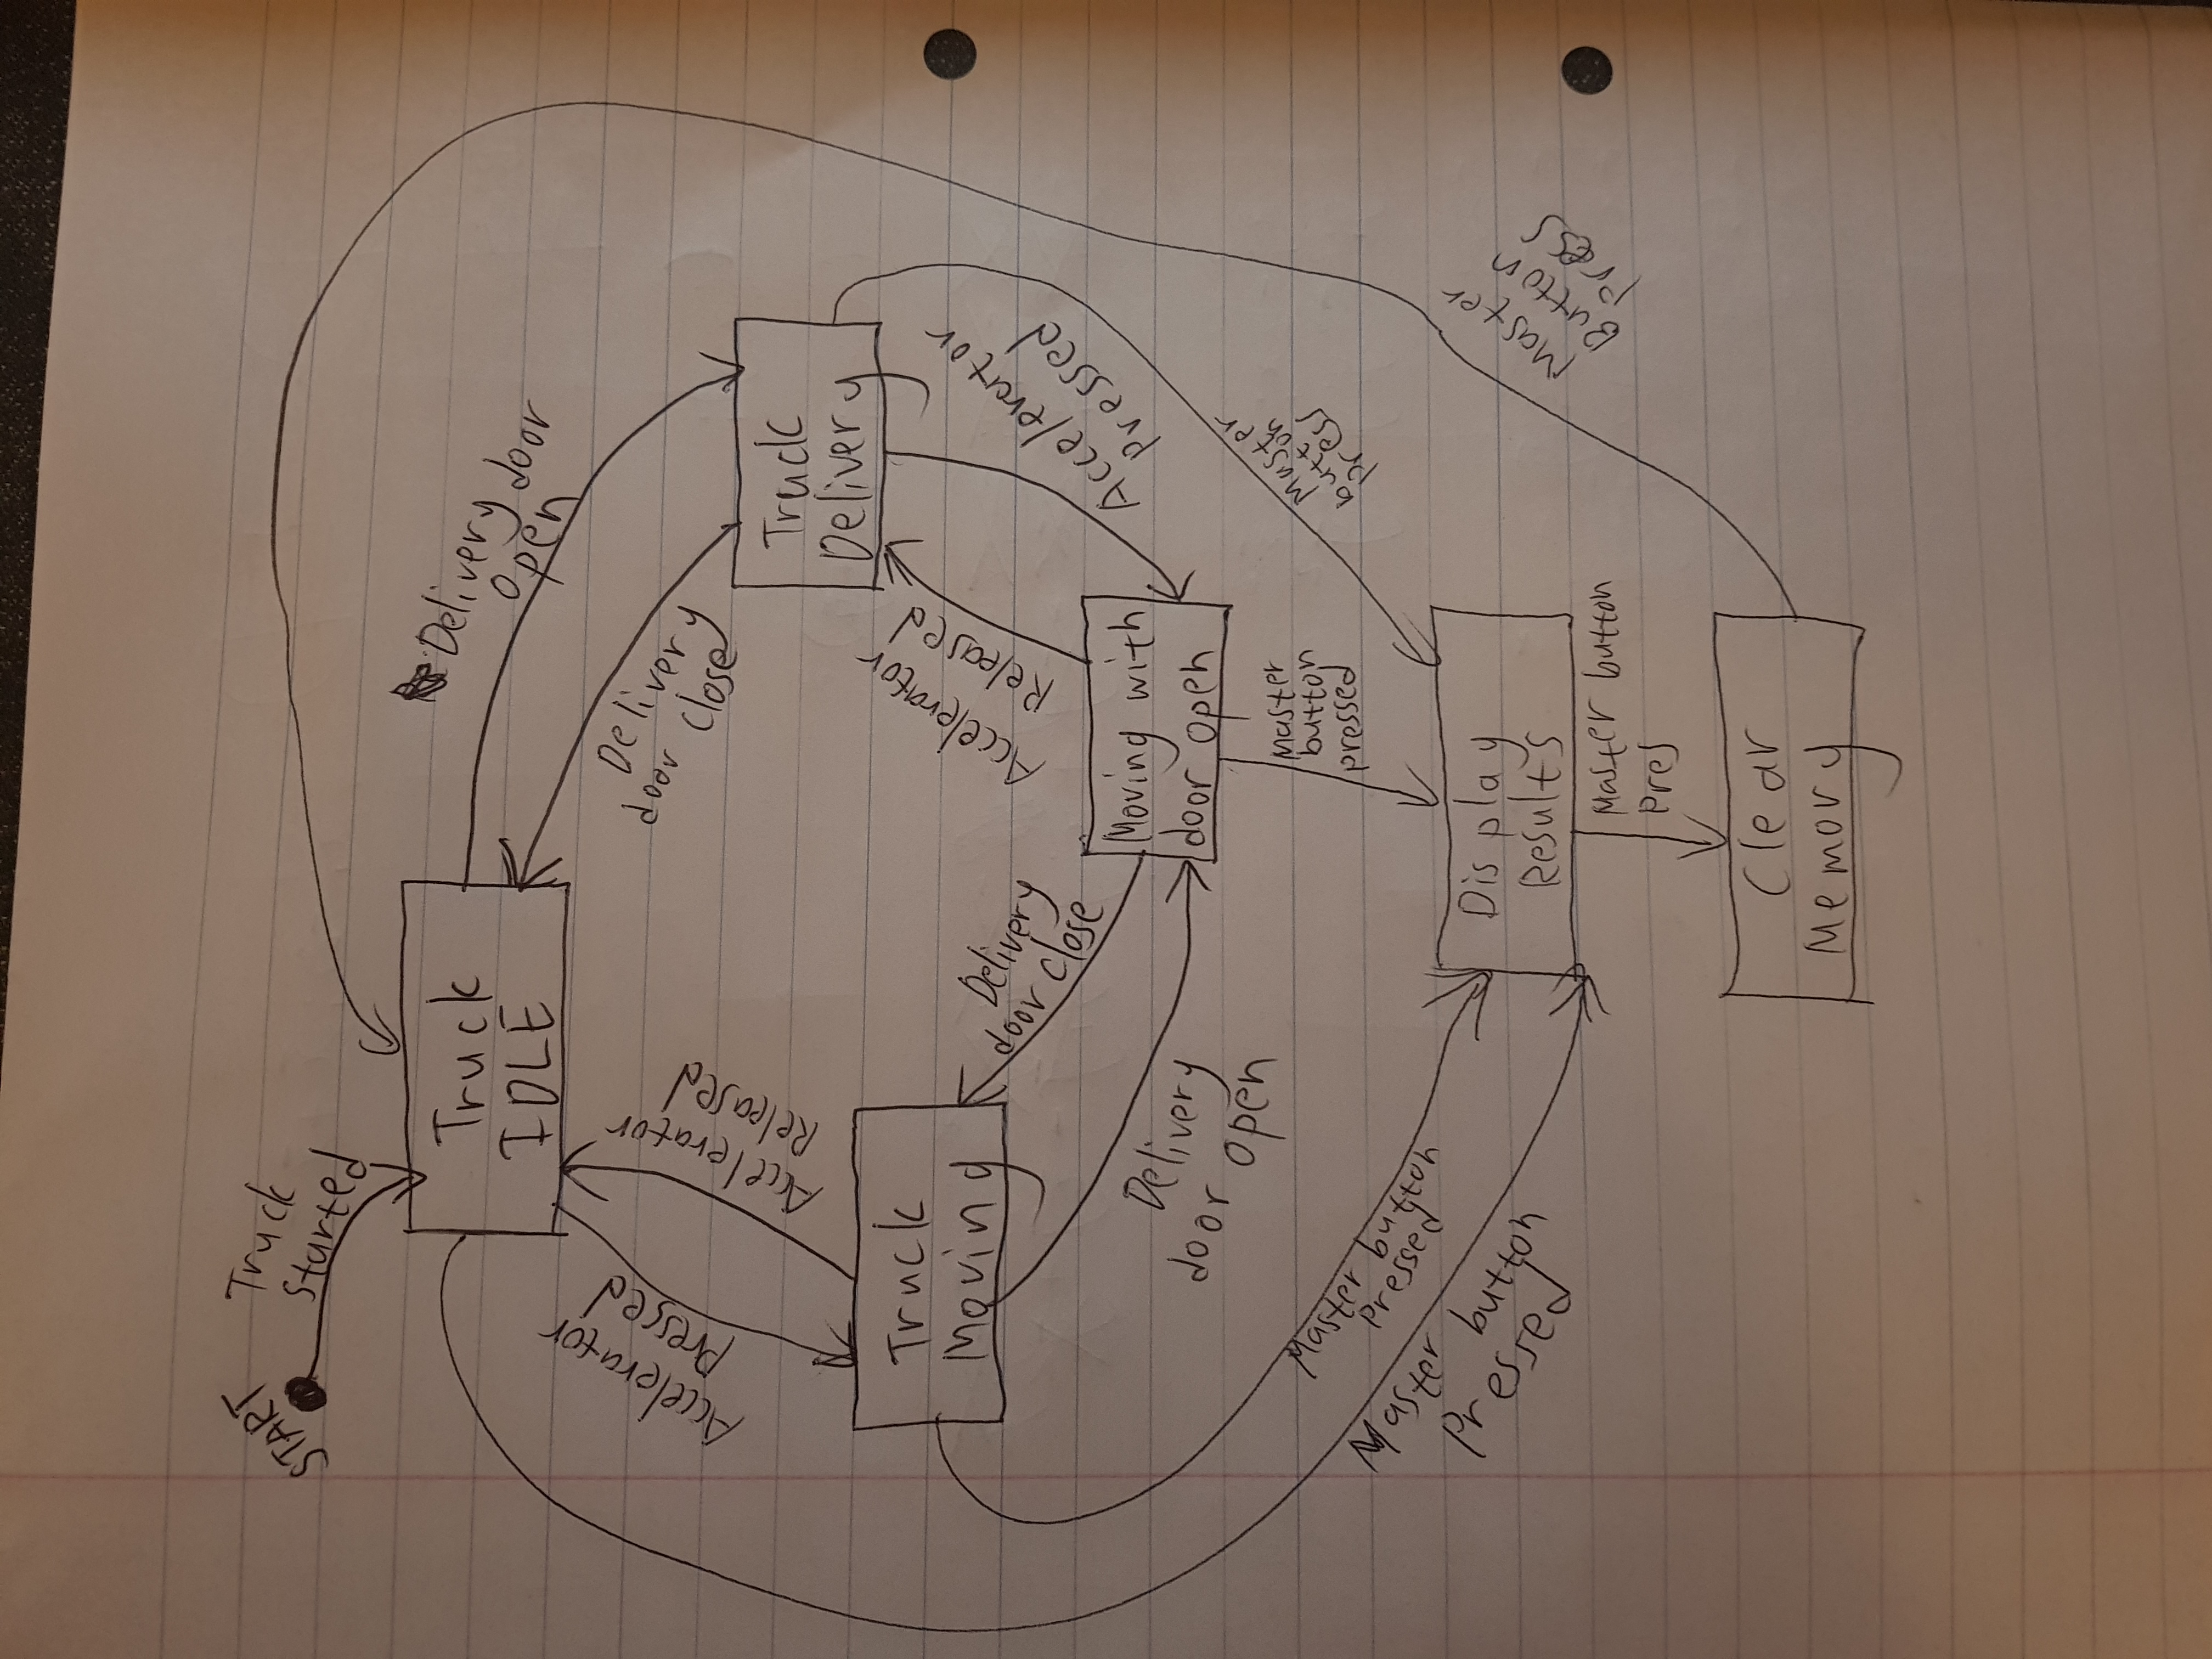 START
Truck
Started
Truck
IDLE
Delivery door
Open
Delivery
door
Close
Accelerator
Pressed
Accelerator
Released
Truck
Delivery
Truck
Moving
Accelerator
Released
Accelerator
Pressed
Delivery
door Close
Moving with
door open
Delivery
door
open
Master
button
pressed
Master
button
press
Master button
pressed
Master button
Pressed
Display
Results
Master
Button
press
Master button
Pres
Clear
Memory